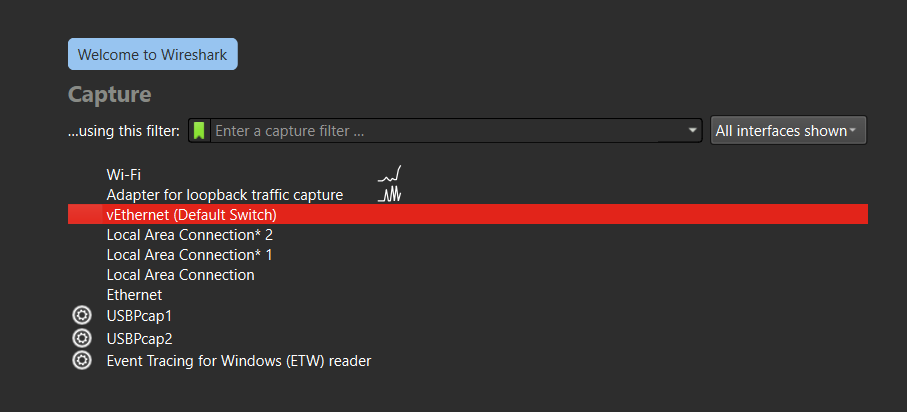 Welcome to Wireshark
Capture
...using this filter: Enter a capture filter ... All interfaces shown
Wi-Fi
Adapter for loopback traffic capture
vEthernet (Default Switch)
Local Area Connection* 2
Local Area Connection* 1
Local Area Connection
Ethernet
USBPcap1
USBPcap2
Event Tracing for Windows (ETW) reader